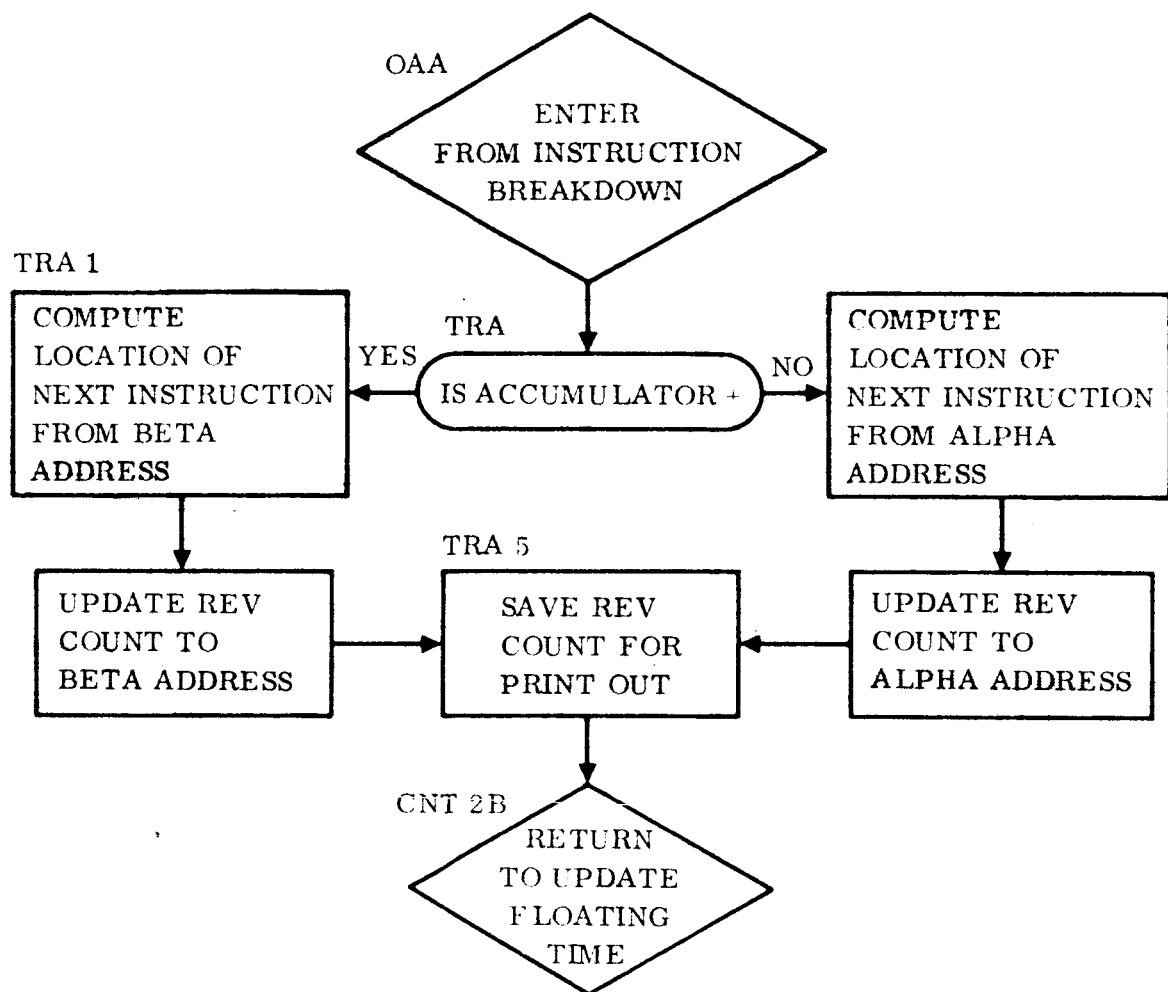 OAA
ENTER
FROM INSTRUCTION
BREAKDOWN
TRA 1
COMPUTE
LOCATION OF
NEXT INSTRUCTION
FROM BETA
ADDRESS
YES
TRA
IS ACCUMULATOR +
NO
COMPUTE
LOCATION OF
NEXT INSTRUCTION
FROM ALPHA
ADDRESS
UPDATE REV
COUNT TO
BETA ADDRESS
TRA 5
SAVE REV
COUNT FOR
PRINT OUT
UPDATE REV
COUNT TO
ALPHA ADDRESS
CNT 2B
RETURN
TO UPDATE
FLOATING
TIME